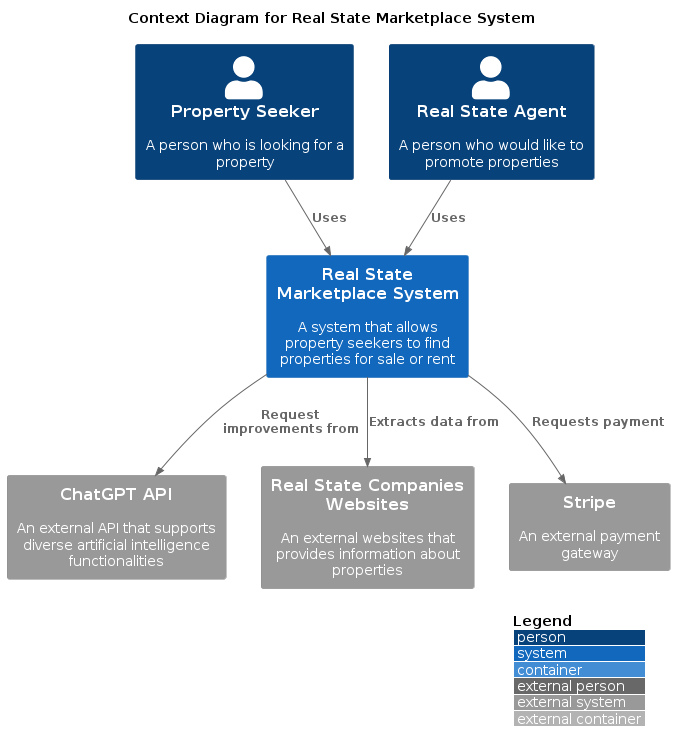 Context Diagram for Real State Marketplace System
Property Seeker
A person who is looking for a
property
Real State Agent
A person who would like to
promote properties
Uses
Uses
Real State
Marketplace System
A system that allows
property seekers to find
properties for sale or rent
Request
improvements from
Extracts data from
Requests payment
ChatGPT API
An external API that supports
diverse artificial intelligence
functionalities
Real State Companies
Websites
An external websites that
provides information about
properties
Stripe
An external payment
gateway
Legend
person
system
container
external person
external system
external container